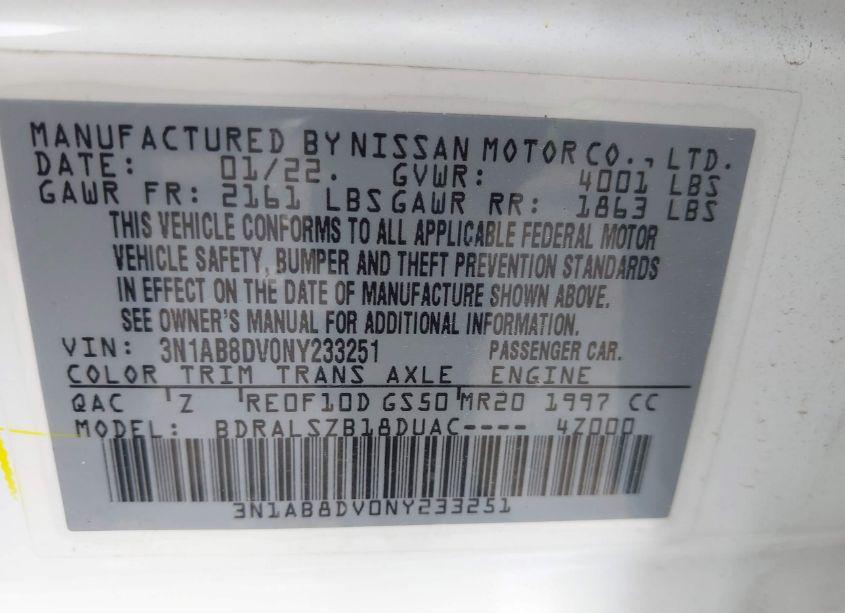 MANUFACTURED BY NISSAN MOTOR CO., LTD.
DATE: 01/22. GVWR: 4001 LBS
GAWR FR: 2161 LBS GAWR RR: 1863 LBS
THIS VEHICLE CONFORMS TO ALL APPLICABLE FEDERAL MOTOR
VEHICLE SAFETY, BUMPER AND THEFT PREVENTION STANDARDS
IN EFFECT ON THE DATE OF MANUFACTURE SHOWN ABOVE.
SEE OWNER'S MANUAL FOR ADDITIONAL INFORMATION.
VIN: 3N1AB8DV0NY233251 PASSENGER CAR.
COLOR TRIM TRANS AXLE ENGINE
QAC Z RE0F10D GS50 MR20 1997 CC
MODEL: BDRALSZB18DUAC---- 4Z000
3N1AB8DV0NY233251